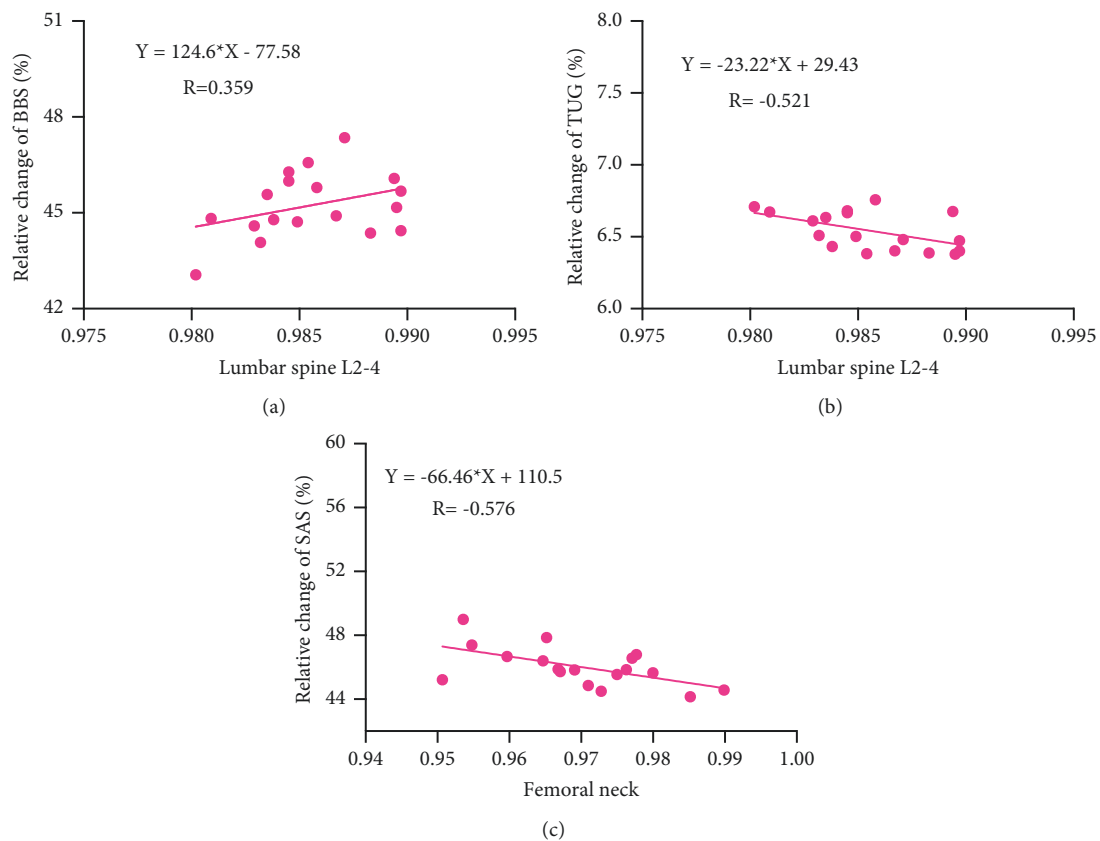 51
48
45
42
Relative change of BBS (%)
Y = 124.6*X - 77.58
R=0.359
0.975 0.980 0.985 0.990 0.995
Lumbar spine L2-4
(a)
8.0
7.5
7.0
6.5
6.0
Relative change of TUG (%)
Y = -23.22*X + 29.43
R= -0.521
0.975 0.980 0.985 0.990 0.995
Lumbar spine L2-4
(b)
60
56
52
48
44
Relative change of SAS (%)
Y = -66.46*X + 110.5
R= -0.576
0.94 0.95 0.96 0.97 0.98 0.99 1.00
Femoral neck
(c)